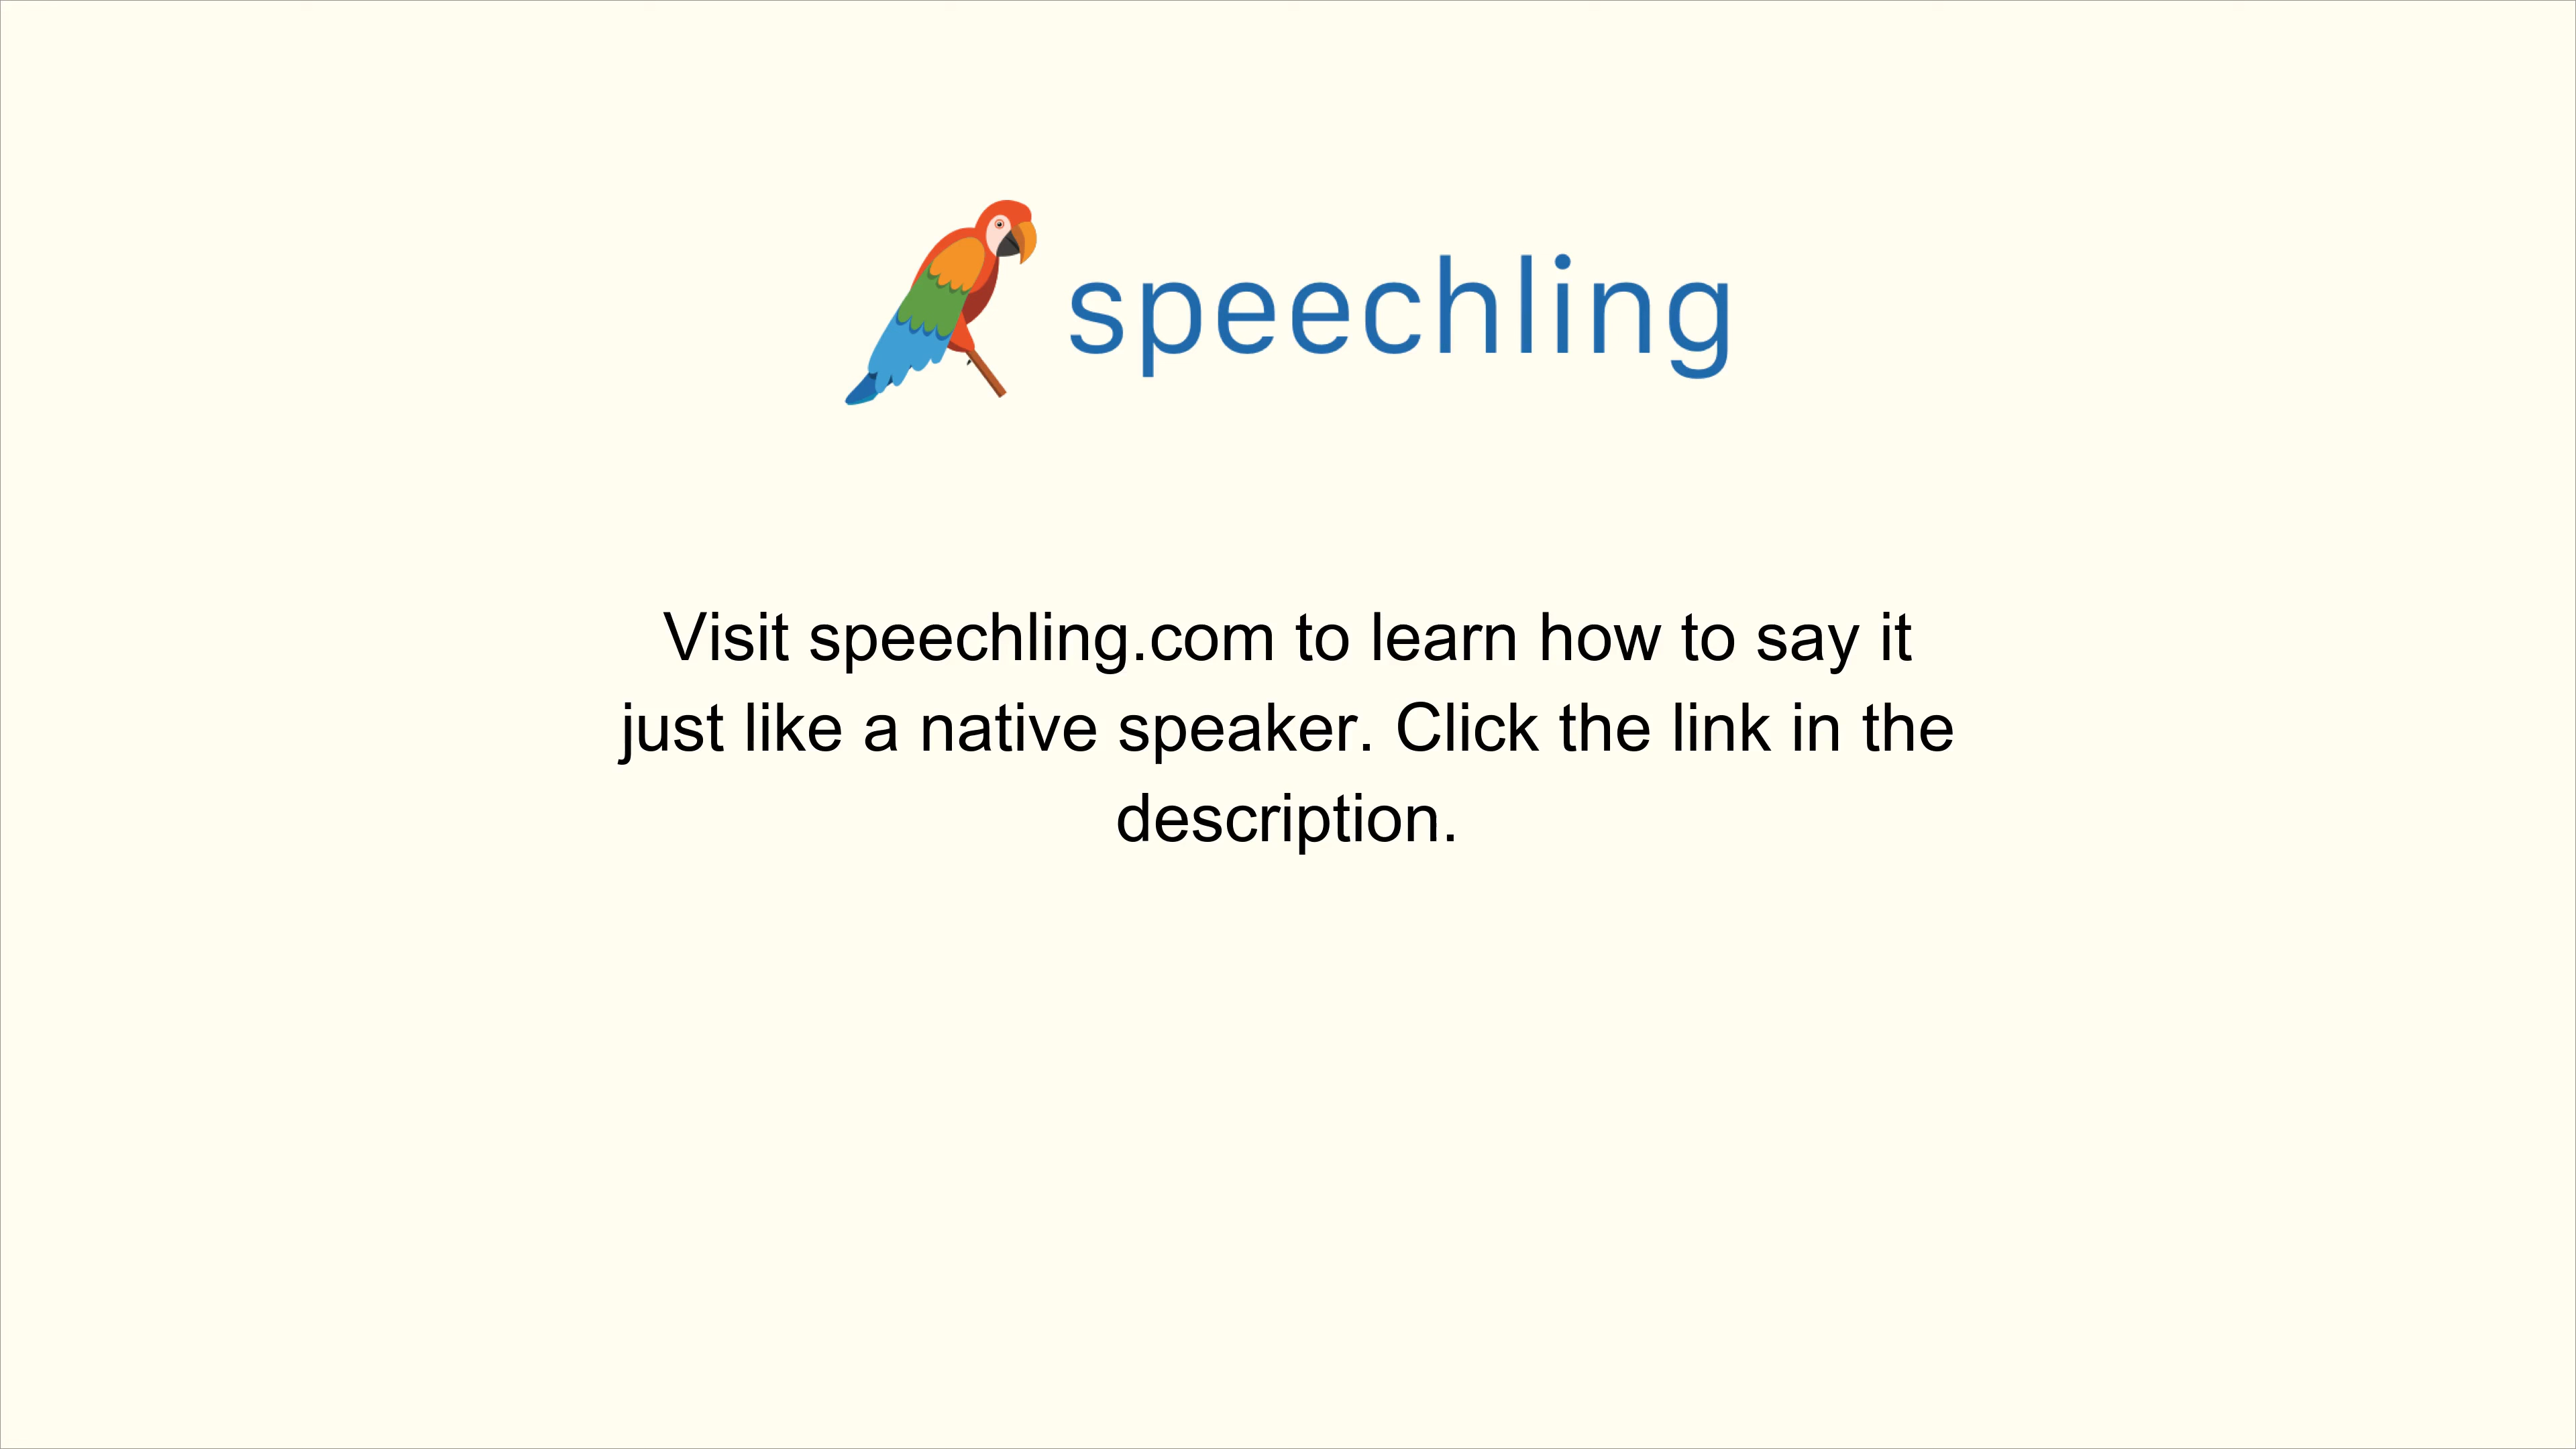 speechling
Visit speechling.com to learn how to say it
just like a native speaker. Click the link in the
description.